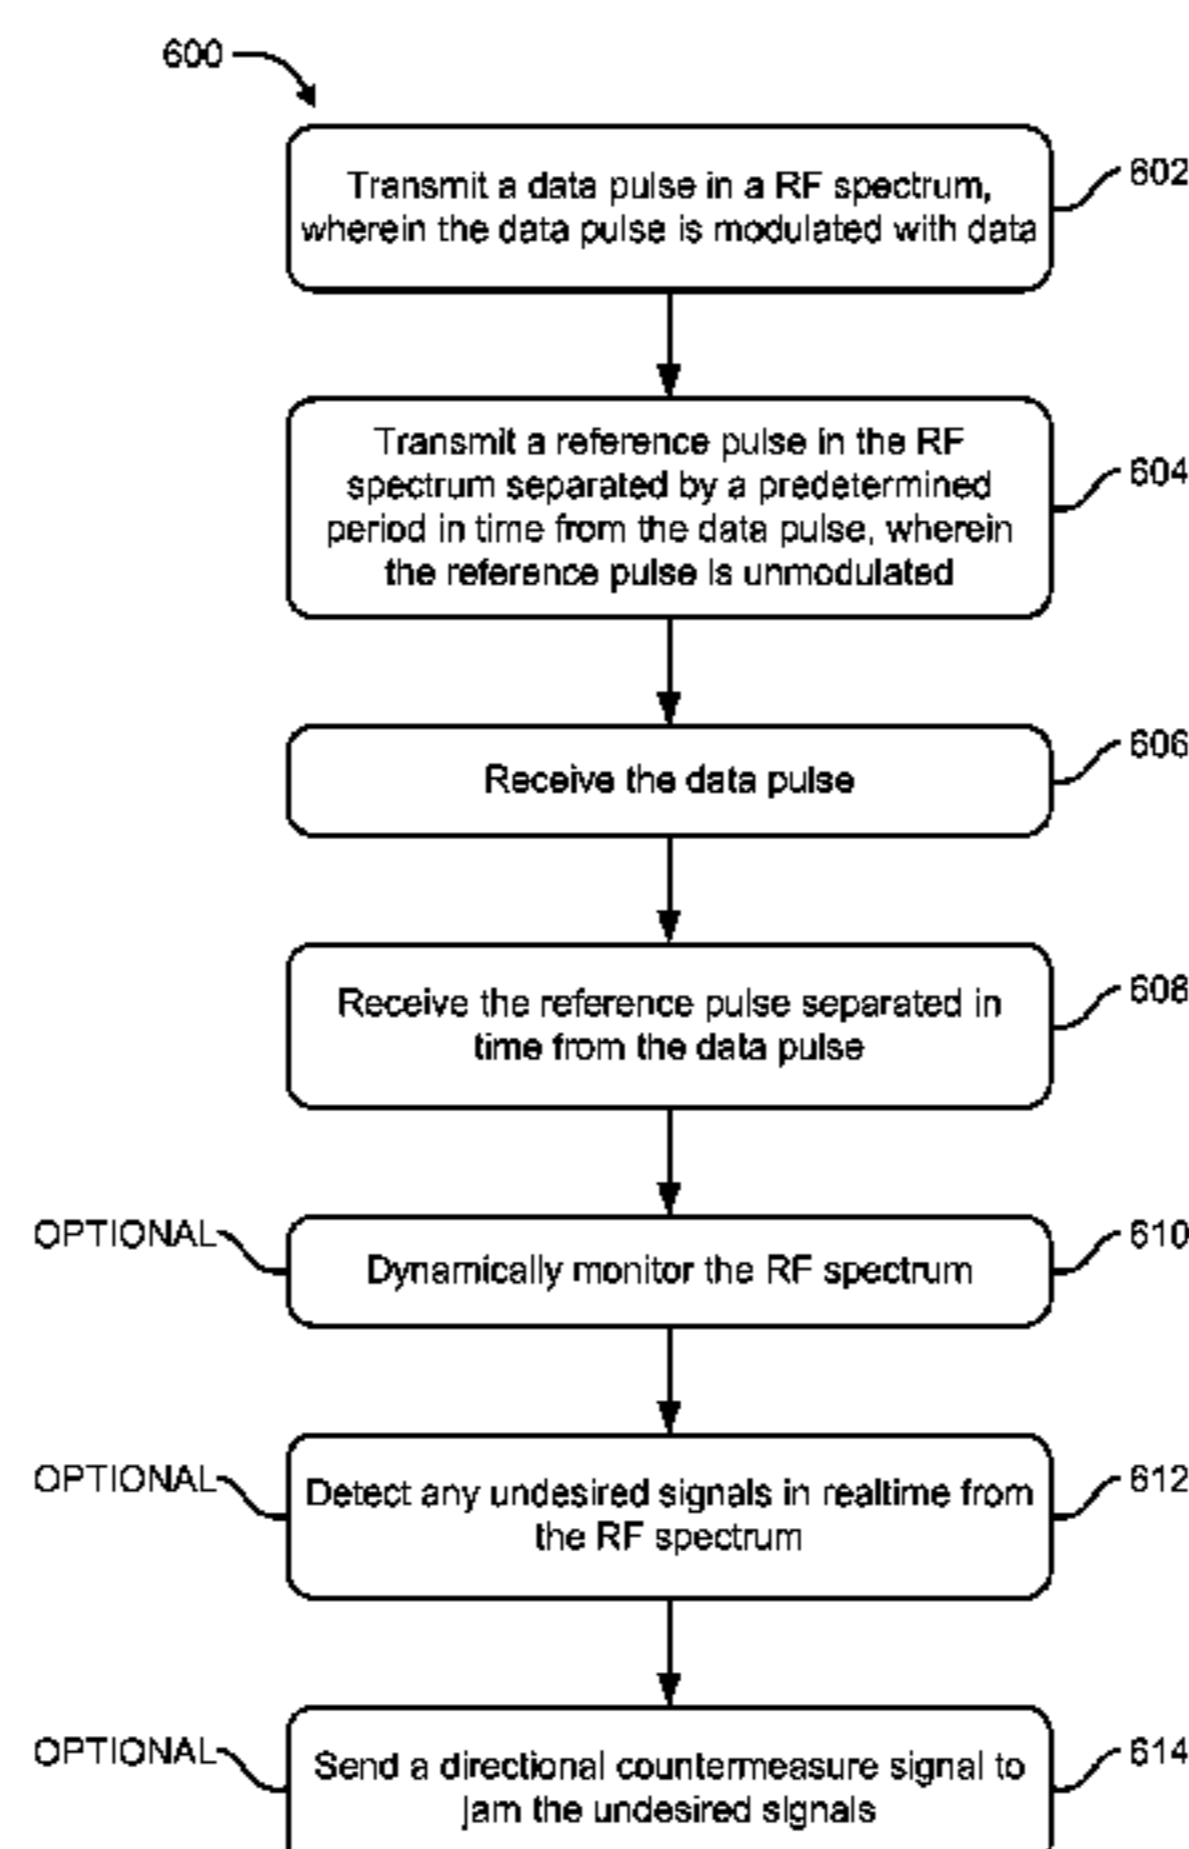 600
Transmit a data pulse in a RF spectrum,
wherein the data pulse is modulated with data
602
Transmit a reference pulse in the RF
spectrum separated by a predetermined
period in time from the data pulse, wherein
the reference pulse is unmodulated
604
Receive the data pulse
606
Receive the reference pulse separated in
time from the data pulse
608
OPTIONAL
Dynamically monitor the RF spectrum
610
OPTIONAL
Detect any undesired signals in realtime from
the RF spectrum
612
OPTIONAL
Send a directional countermeasure signal to
jam the undesired signals
614